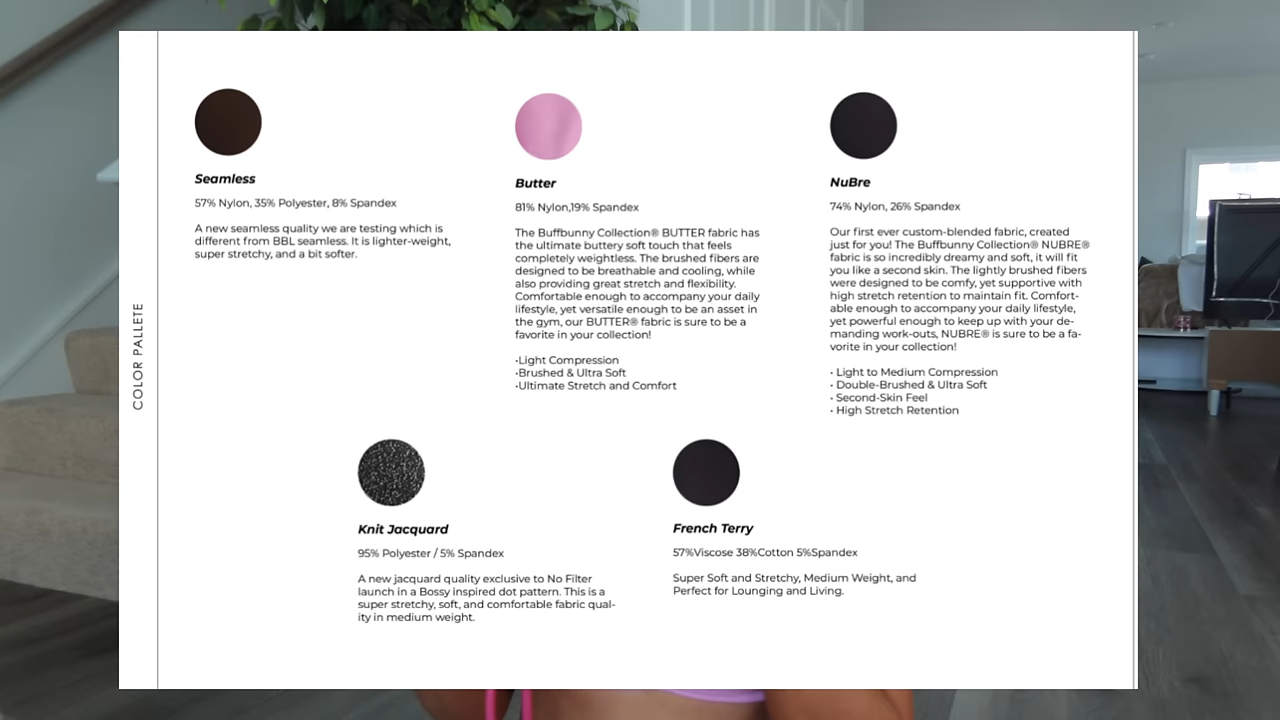 COLOR PALLETE
Seamless
57% Nylon, 35% Polyester, 8% Spandex
A new seamless quality we are testing which is
different from BBL seamless. It is lighter-weight,
super stretchy, and a bit softer.
Butter
81% Nylon,19% Spandex
The Buffbunny Collection® BUTTER fabric has
the ultimate buttery soft touch that feels
completely weightless. The brushed fibers are
designed to be breathable and cooling, while
also providing great stretch and flexibility.
Comfortable enough to accompany your daily
lifestyle, yet versatile enough to be an asset in
the gym, our BUTTER® fabric is sure to be a
favorite in your collection!
•Light Compression
•Brushed & Ultra Soft
•Ultimate Stretch and Comfort
NuBre
74% Nylon, 26% Spandex
Our first ever custom-blended fabric, created
just for you! The Buffbunny Collection® NUBRE®
fabric is so incredibly dreamy and soft, it will fit
you like a second skin. The lightly brushed fibers
were designed to be comfy, yet supportive with
high stretch retention to maintain fit. Comfort-
able enough to accompany your daily lifestyle,
yet powerful enough to keep up with your de-
manding work-outs, NUBRE® is sure to be a fa-
vorite in your collection!
• Light to Medium Compression
• Double-Brushed & Ultra Soft
• Second-Skin Feel
• High Stretch Retention
Knit Jacquard
95% Polyester / 5% Spandex
A new jacquard quality exclusive to No Filter
launch in a Bossy inspired dot pattern. This is a
super stretchy, soft, and comfortable fabric qual-
ity in medium weight.
French Terry
57%Viscose 38%Cotton 5%Spandex
Super Soft and Stretchy, Medium Weight, and
Perfect for Lounging and Living.